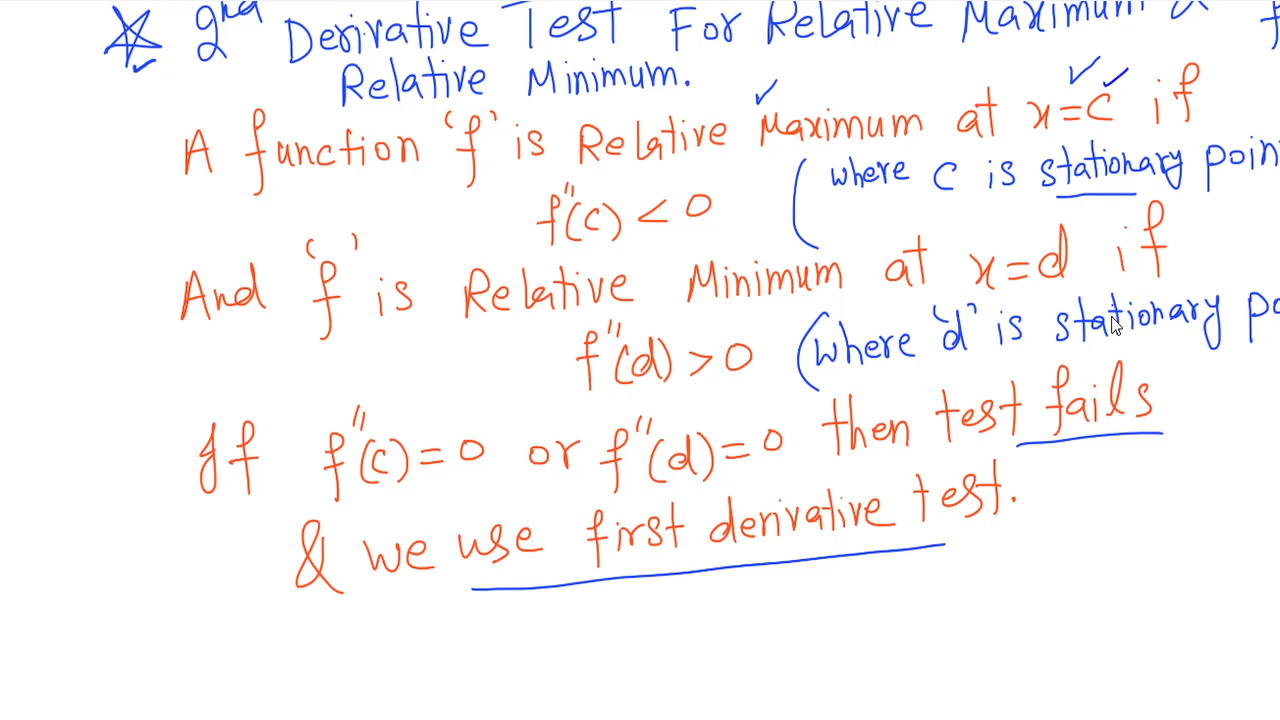 2nd Derivative Test For Relative Maximum &
Relative Minimum.
A function 'f' is Relative Maximum at x=c if
f''(c) < 0 (where c is stationary poin
And 'f' is Relative Minimum at x=d if
f''(d) > 0 (where 'd' is stationary po
If f''(c)=0 or f''(d)=0 then test fails
& we use first derivative test.